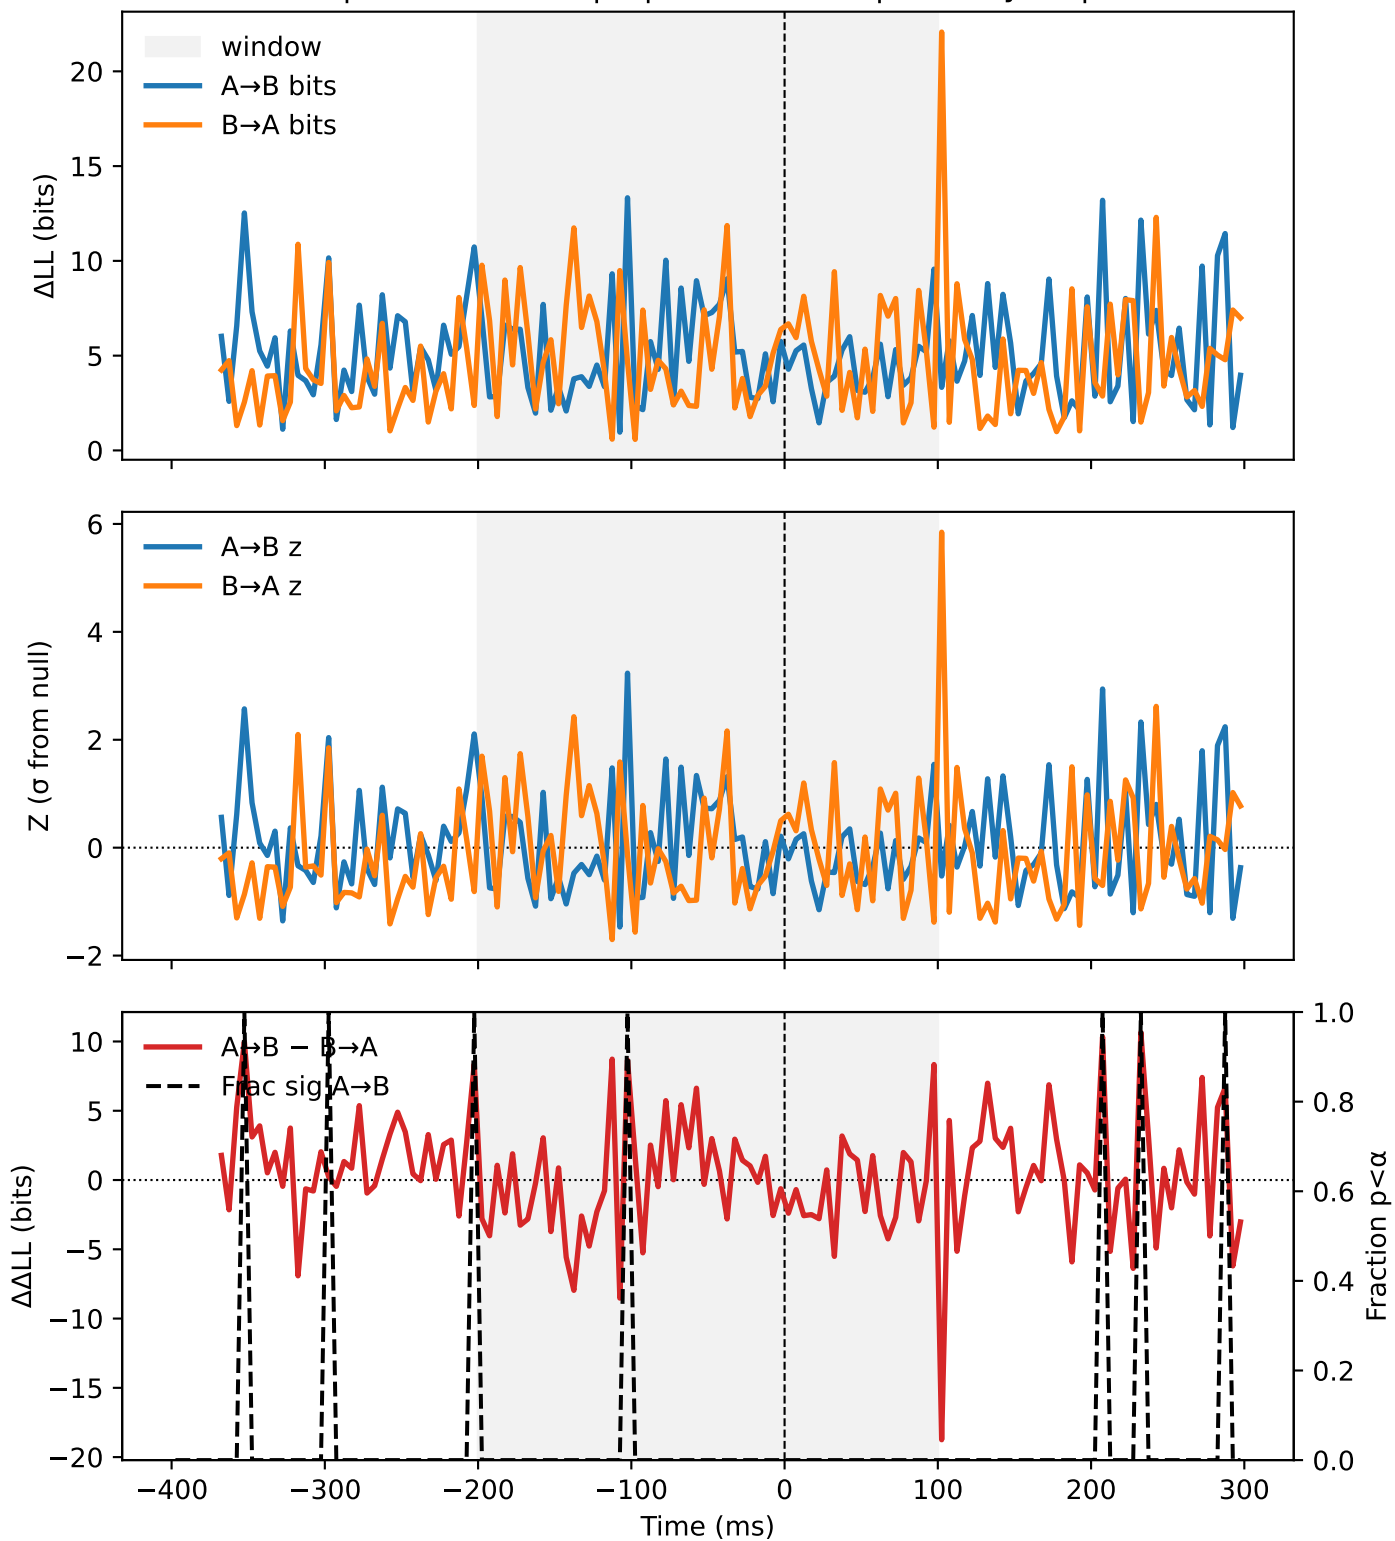 window
A→B bits
B→A bits
20
15
10
5
0
ΔLL (bits)
A→B z
B→A z
6
4
2
0
−2
Z (σ from null)
A→B − B→A
Frac sig A→B
10
5
0
−5
−10
−15
−20
ΔΔLL (bits)
1.0
0.8
0.6
0.4
0.2
0.0
Fraction p<α
−400
−300
−200
−100
0
100
200
300
Time (ms)